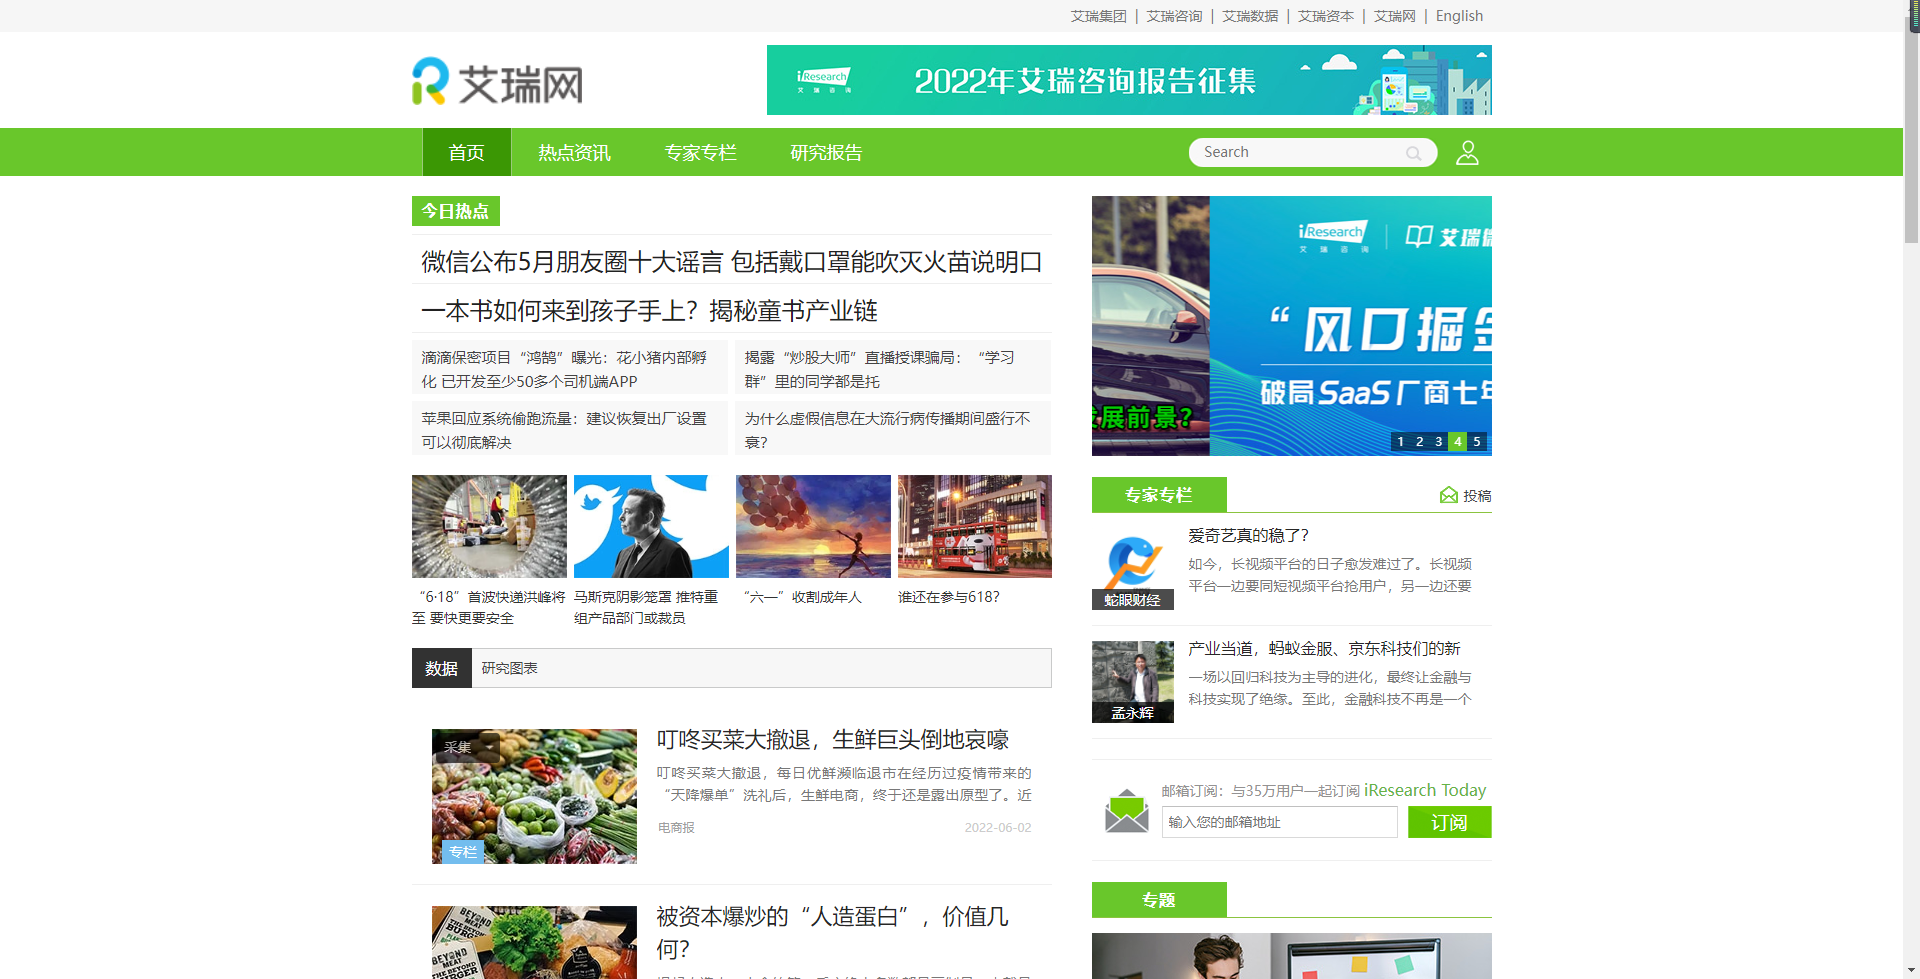 艾瑞集团 | 艾瑞咨询 | 艾瑞数据 | 艾瑞资本 | 艾瑞网 | English
艾瑞网
iResearch
艾 瑞 咨 询
2022年艾瑞咨询报告征集
首页
热点资讯
专家专栏
研究报告
Search
今日热点
微信公布5月朋友圈十大谣言 包括戴口罩能吹灭火苗说明口
一本书如何来到孩子手上？揭秘童书产业链
滴滴保密项目“鸿鹄”曝光：花小猪内部孵
化 已开发至少50多个司机端APP
揭露“炒股大师”直播授课骗局：“学习
群”里的同学都是托
苹果回应系统偷跑流量：建议恢复出厂设置
可以彻底解决
为什么虚假信息在大流行病传播期间盛行不
衰？
“6·18”首波快递洪峰将
至 要快更要安全
马斯克阴影笼罩 推特重
组产品部门或裁员
“六一”收割成年人
谁还在参与618？
数据
研究图表
采集
专栏
叮咚买菜大撤退，生鲜巨头倒地哀嚎
叮咚买菜大撤退，每日优鲜濒临退市在经历过疫情带来的
“天降爆单”洗礼后，生鲜电商，终于还是露出原型了。近
电商报
2022-06-02
BEYOND
MEAT
THE BEYOND
BURGER
BEYOND
MEAT
THE BEYOND
BURGER
被资本爆炒的“人造蛋白”，价值几
何？
iResearch
艾 瑞 咨 询
艾瑞
“风口掘金
破局SaaS厂商七年
发展前景？
1 2 3 4 5
专家专栏
投稿
蛇眼财经
爱奇艺真的稳了？
如今，长视频平台的日子愈发难过了。长视频
平台一边要同短视频平台抢用户，另一边还要
孟永辉
产业当道，蚂蚁金服、京东科技们的新
一场以回归科技为主导的进化，最终让金融与
科技实现了绝缘。至此，金融科技不再是一个
邮箱订阅：与35万用户一起订阅 iResearch Today
输入您的邮箱地址
订阅
专题